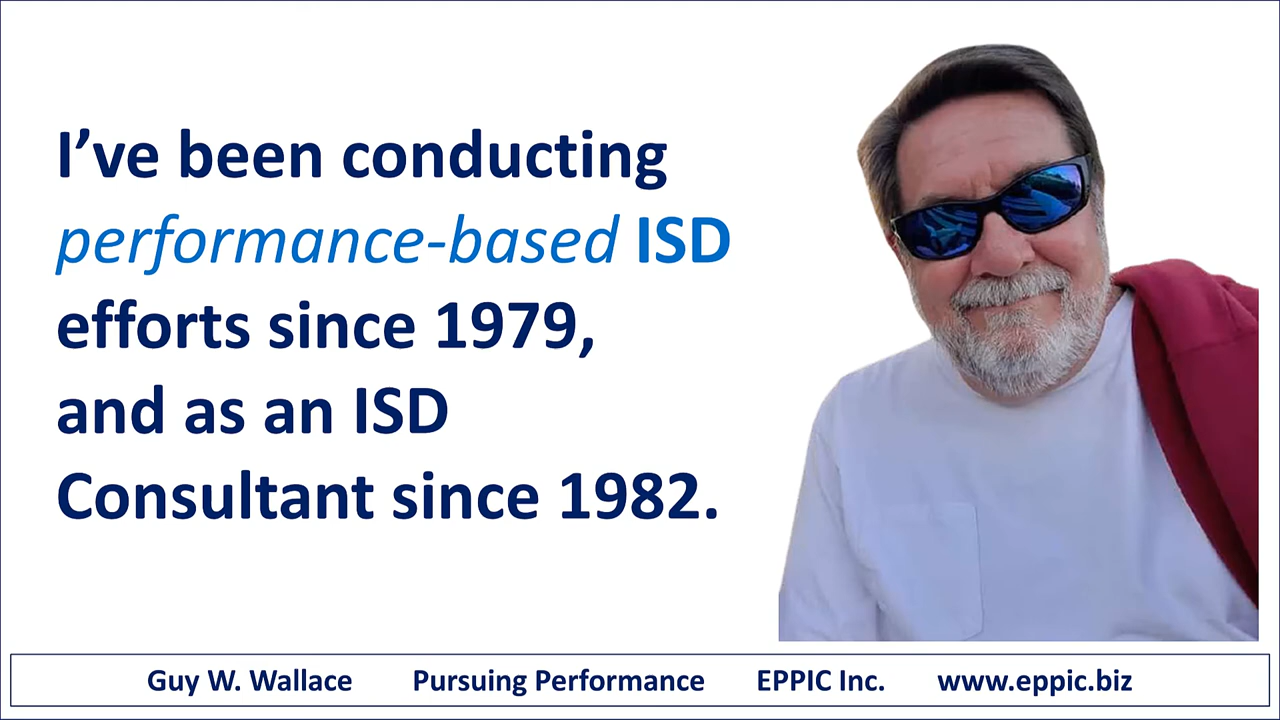 I’ve been conducting
performance-based ISD
efforts since 1979,
and as an ISD
Consultant since 1982.
Guy W. Wallace Pursuing Performance EPPIC Inc. www.eppic.biz